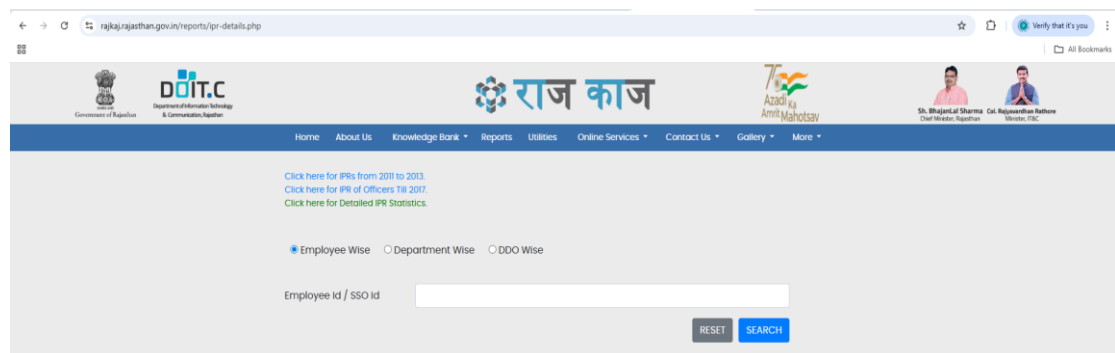 rajkaj.rajasthan.gov.in/reports/ipr-details.php
Verify that it's you
All Bookmarks
Government of Rajasthan
DOIT.C
Department of Information Technology
& Communication, Rajasthan
राज काज
75
Azadi Ka
Amrit Mahotsav
Sh. BhajanLal Sharma
Chief Minister, Rajasthan
Col. Rajyavardhan Rathore
Minister, IT&C
Home About Us Knowledge Bank Reports Utilities Online Services Contact Us Gallery More
Click here for IPRs from 2011 to 2013.
Click here for IPR of Officers Till 2017.
Click here for Detailed IPR Statistics.
Employee Wise Department Wise DDO Wise
Employee Id / SSO Id
RESET SEARCH